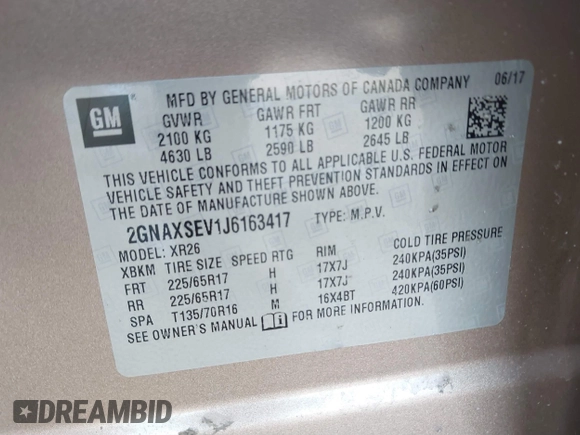 GM
MFD BY GENERAL MOTORS OF CANADA COMPANY 06/17
GVWR GAWR FRT GAWR RR
2100 KG 1175 KG 1200 KG
4630 LB 2590 LB 2645 LB
THIS VEHICLE CONFORMS TO ALL APPLICABLE U.S. FEDERAL MOTOR
VEHICLE SAFETY AND THEFT PREVENTION STANDARDS IN EFFECT ON
THE DATE OF MANUFACTURE SHOWN ABOVE.
2GNAXSEV1J6163417 TYPE: M.P.V.
MODEL: XR26
XBKM TIRE SIZE SPEED RTG RIM COLD TIRE PRESSURE
FRT 225/65R17 H 17X7J 240KPA(35PSI)
RR 225/65R17 H 17X7J 240KPA(35PSI)
SPA T135/70R16 M 16X4BT 420KPA(60PSI)
SEE OWNER'S MANUAL FOR MORE INFORMATION.
DREAMBID